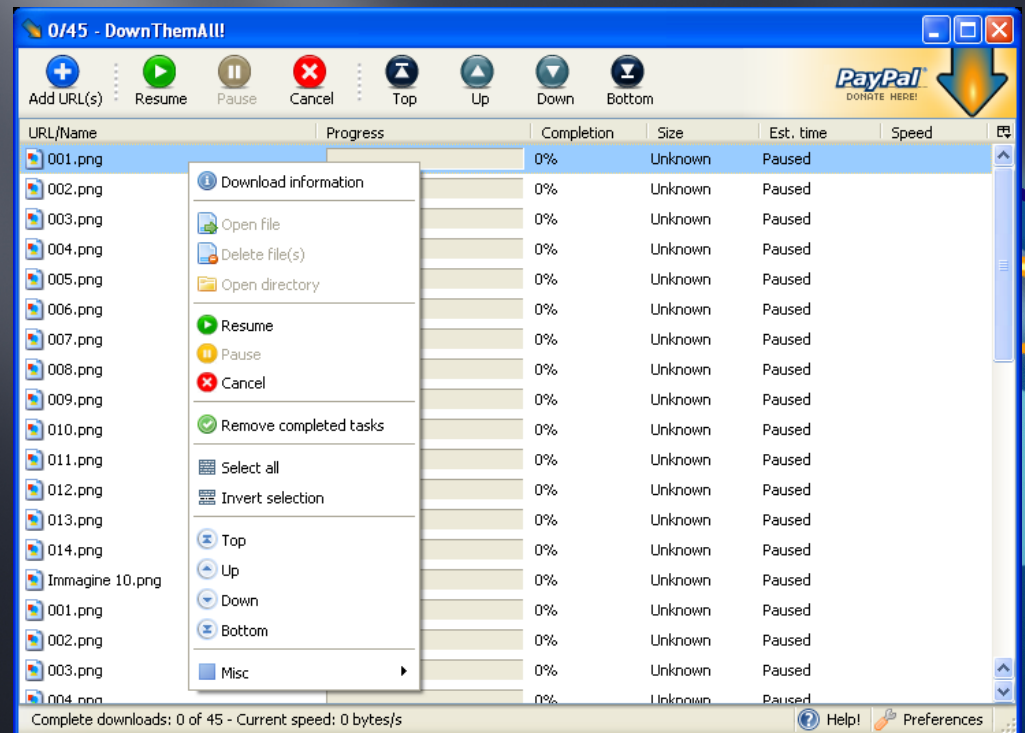 0/45 - DownThemAll!
Add URL(s) Resume Pause Cancel Top Up Down Bottom PayPal DONATE HERE!
URL/Name Progress Completion Size Est. time Speed
001.png 0% Unknown Paused
Download information
002.png 0% Unknown Paused
003.png Open file 0% Unknown Paused
004.png Delete file(s) 0% Unknown Paused
005.png Open directory 0% Unknown Paused
006.png 0% Unknown Paused
Resume
007.png 0% Unknown Paused
Pause
008.png 0% Unknown Paused
Cancel
009.png 0% Unknown Paused
010.png Remove completed tasks 0% Unknown Paused
011.png Select all 0% Unknown Paused
012.png Invert selection 0% Unknown Paused
013.png 0% Unknown Paused
Top
014.png 0% Unknown Paused
Up
Immagine 10.png 0% Unknown Paused
Down
001.png 0% Unknown Paused
Bottom
002.png 0% Unknown Paused
003.png Misc 0% Unknown Paused
004.png 0% Unknown Paused
Complete downloads: 0 of 45 - Current speed: 0 bytes/s Help! Preferences